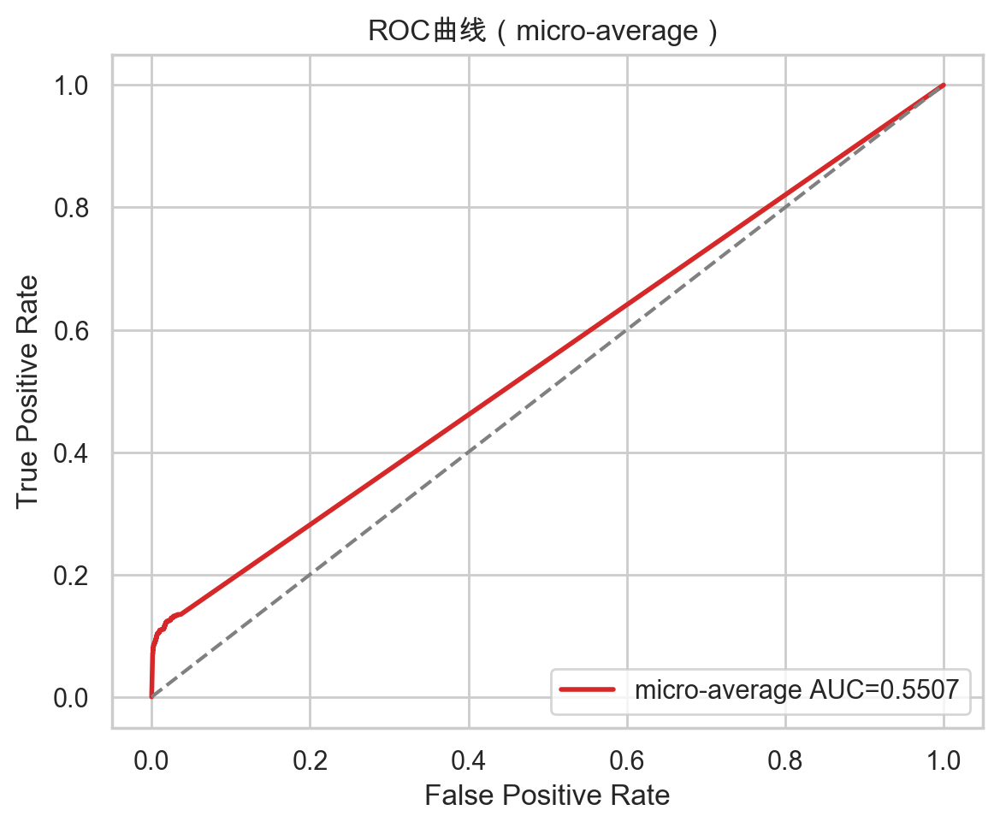 ROC曲线（micro-average）
1.0
0.8
0.6
0.4
0.2
0.0
True Positive Rate
micro-average AUC=0.5507
0.0 0.2 0.4 0.6 0.8 1.0
False Positive Rate